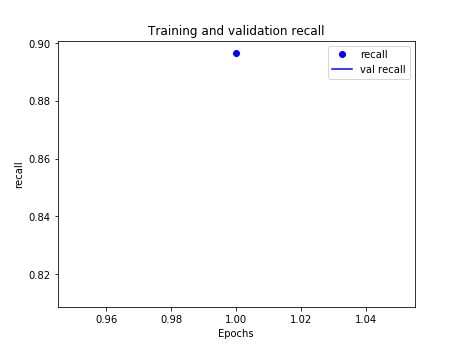 Training and validation recall
recall
val recall
0.90
0.88
0.86
0.84
0.82
recall
0.96
0.98
1.00
1.02
1.04
Epochs